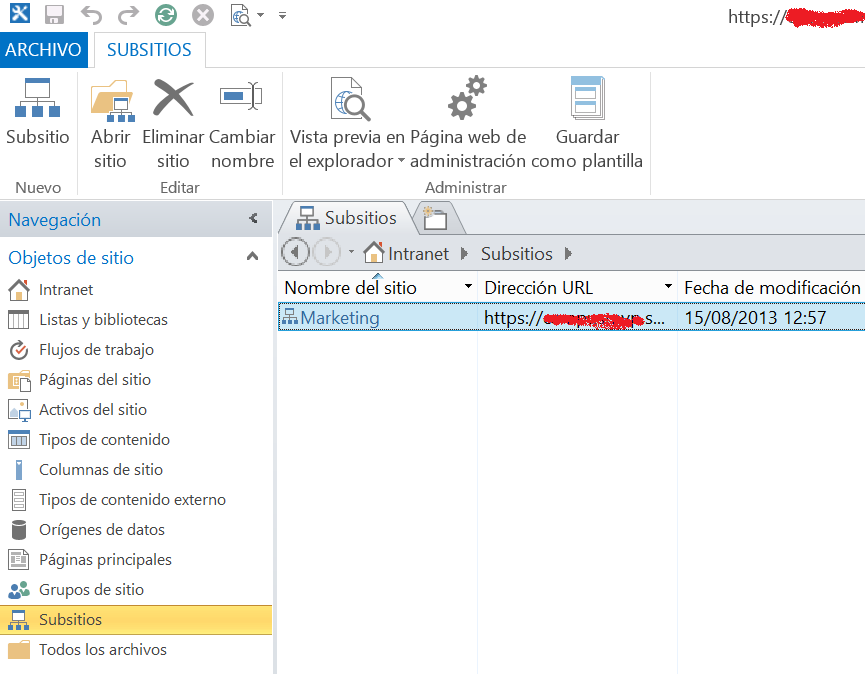 https://
ARCHIVO
SUBSITIOS
Subsitio
Abrir sitio
Eliminar sitio
Cambiar nombre
Vista previa en el explorador
Página web de administración
Guardar como plantilla
Nuevo
Editar
Administrar
Navegación
Objetos de sitio
Intranet
Listas y bibliotecas
Flujos de trabajo
Páginas del sitio
Activos del sitio
Tipos de contenido
Columnas de sitio
Tipos de contenido externo
Orígenes de datos
Páginas principales
Grupos de sitio
Subsitios
Todos los archivos
Subsitios
Intranet Subsitios
Nombre del sitio Dirección URL Fecha de modificación
Marketing https:// s... 15/08/2013 12:57